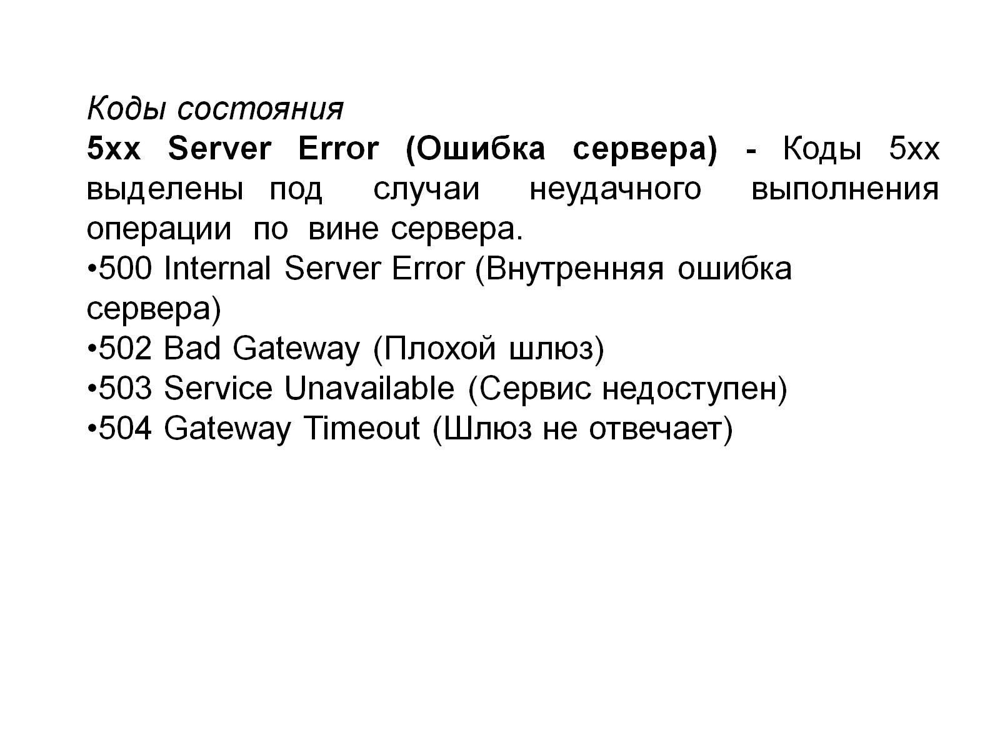 Коды состояния
5xx Server Error (Ошибка сервера) - Коды 5xx
выделены под случаи неудачного выполнения
операции по вине сервера.
•500 Internal Server Error (Внутренняя ошибка
сервера)
•502 Bad Gateway (Плохой шлюз)
•503 Service Unavailable (Сервис недоступен)
•504 Gateway Timeout (Шлюз не отвечает)